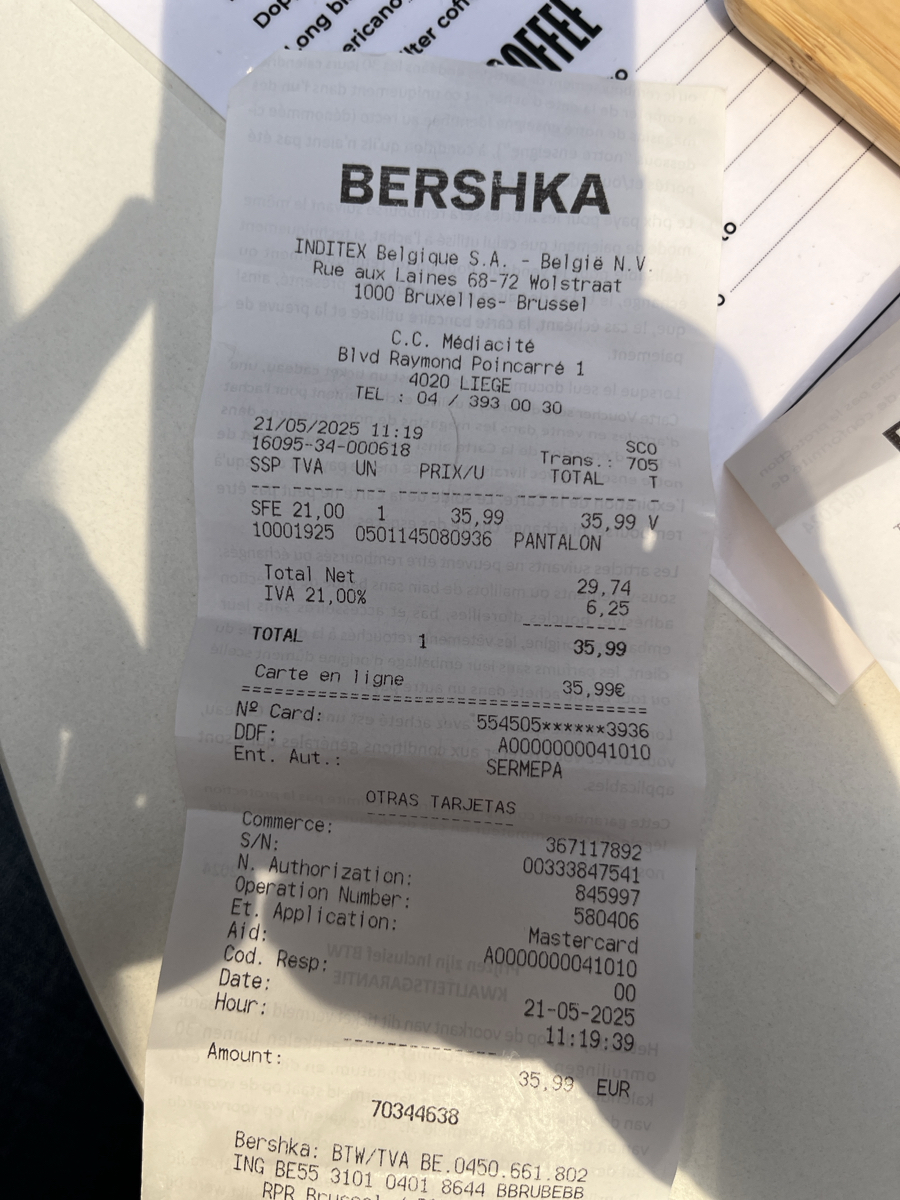 Long
ericano
lter cof
COFFEE
BERSHKA
INDITEX Belgique S.A. - België N.V.
Rue aux Laines 68-72 Wolstraat
1000 Bruxelles- Brussel
C.C. Médiacité
Blvd Raymond Poincarré 1
4020 LIEGE
TEL : 04 / 393 00 30
21/05/2025 11:19 SCO
16095-34-000618 Trans.: 705
SSP TVA UN PRIX/U TOTAL T
SFE 21,00 1 35,99 35,99 V
10001925 0501145080936 PANTALON
Total Net 29,74
IVA 21,00% 6,25
TOTAL 1 35,99
Carte en ligne 35,99€
Nº Card: 554505******3936
DDF: A0000000041010
Ent. Aut.: SERMEPA
OTRAS TARJETAS
Commerce: 367117892
S/N: 00333847541
N. Authorization: 845997
Operation Number: 580406
Et. Application: Mastercard
Aid: A0000000041010
Cod. Resp: 00
Date: 21-05-2025
Hour: 11:19:39
Amount: 35,99 EUR
70344638
Bershka: BTW/TVA BE.0450.661.802
ING BE55 3101 0401 8644 BBRUBEBB
RPR